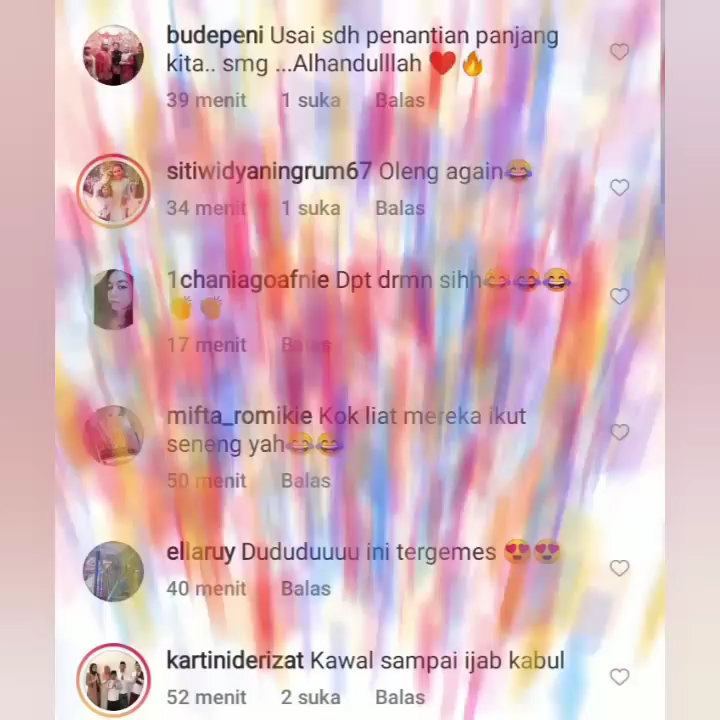 budepeni Usai sdh penantian panjang
kita.. smg ...Alhandulllah ❤️🔥
39 menit 1 suka Balas
sitiwidyaningrum67 Oleng again😂
34 menit 1 suka Balas
1chaniagoafnie Dpt drmn sihh😂😂😂
👏👏
17 menit Balas
mifta_romikie Kok liat mereka ikut
seneng yah😂😂
50 menit Balas
ellaruy Dududuuuu ini tergemes 😍😍
40 menit Balas
kartiniderizat Kawal sampai ijab kabul
52 menit 2 suka Balas